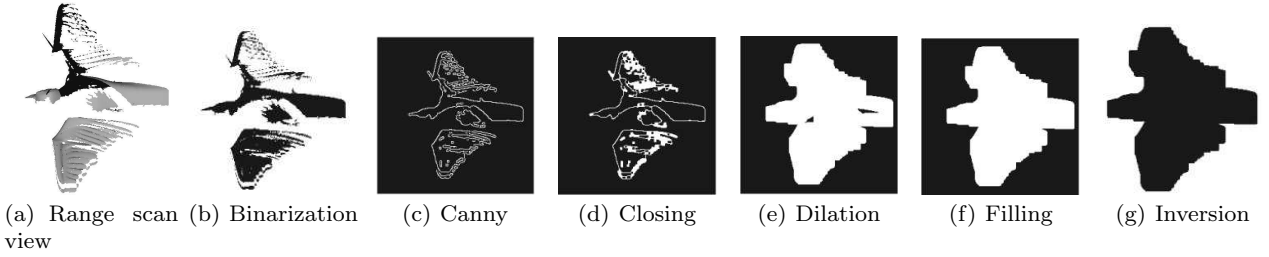 (a) Range scan view
(b) Binarization
(c) Canny
(d) Closing
(e) Dilation
(f) Filling
(g) Inversion